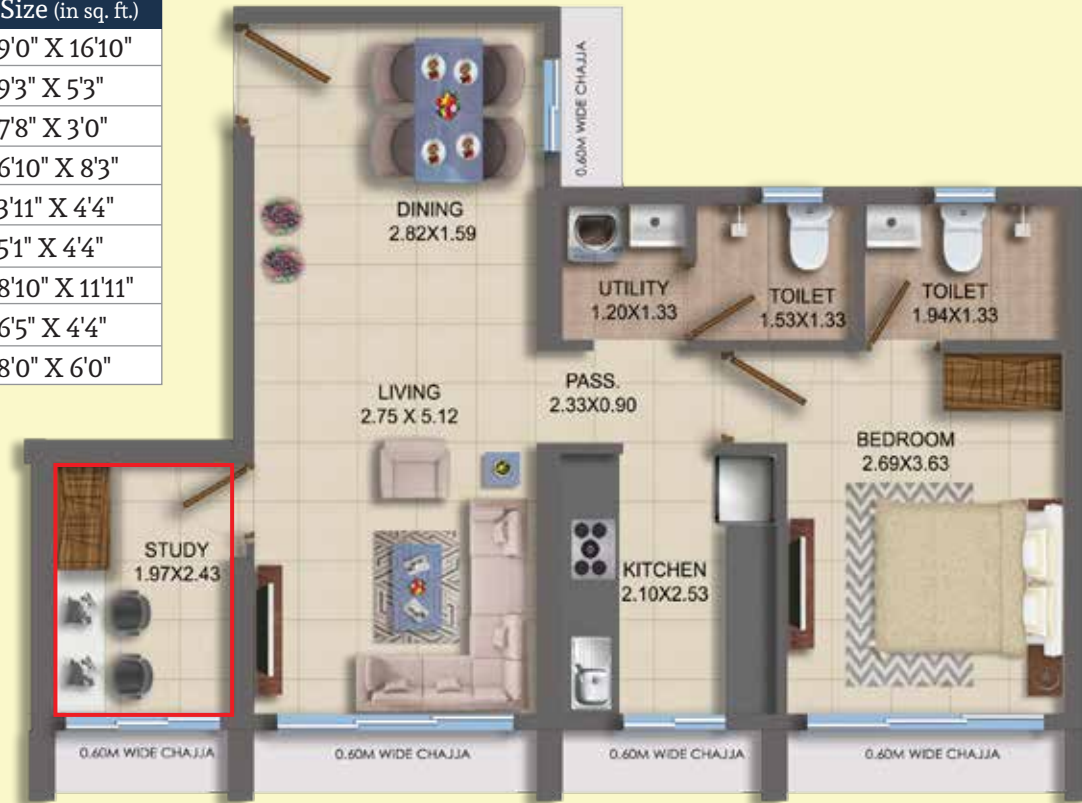 Size (in sq. ft.)
9'0" X 16'10"
9'3" X 5'3"
7'8" X 3'0"
6'10" X 8'3"
3'11" X 4'4"
5'1" X 4'4"
8'10" X 11'11"
6'5" X 4'4"
8'0" X 6'0"
0.60M WIDE CHAJJA
DINING
2.82X1.59
UTILITY
1.20X1.33
TOILET
1.53X1.33
TOILET
1.94X1.33
LIVING
2.75 X 5.12
PASS.
2.33X0.90
BEDROOM
2.69X3.63
STUDY
1.97X2.43
KITCHEN
2.10X2.53
0.60M WIDE CHAJJA
0.60M WIDE CHAJJA
0.60M WIDE CHAJJA
0.60M WIDE CHAJJA